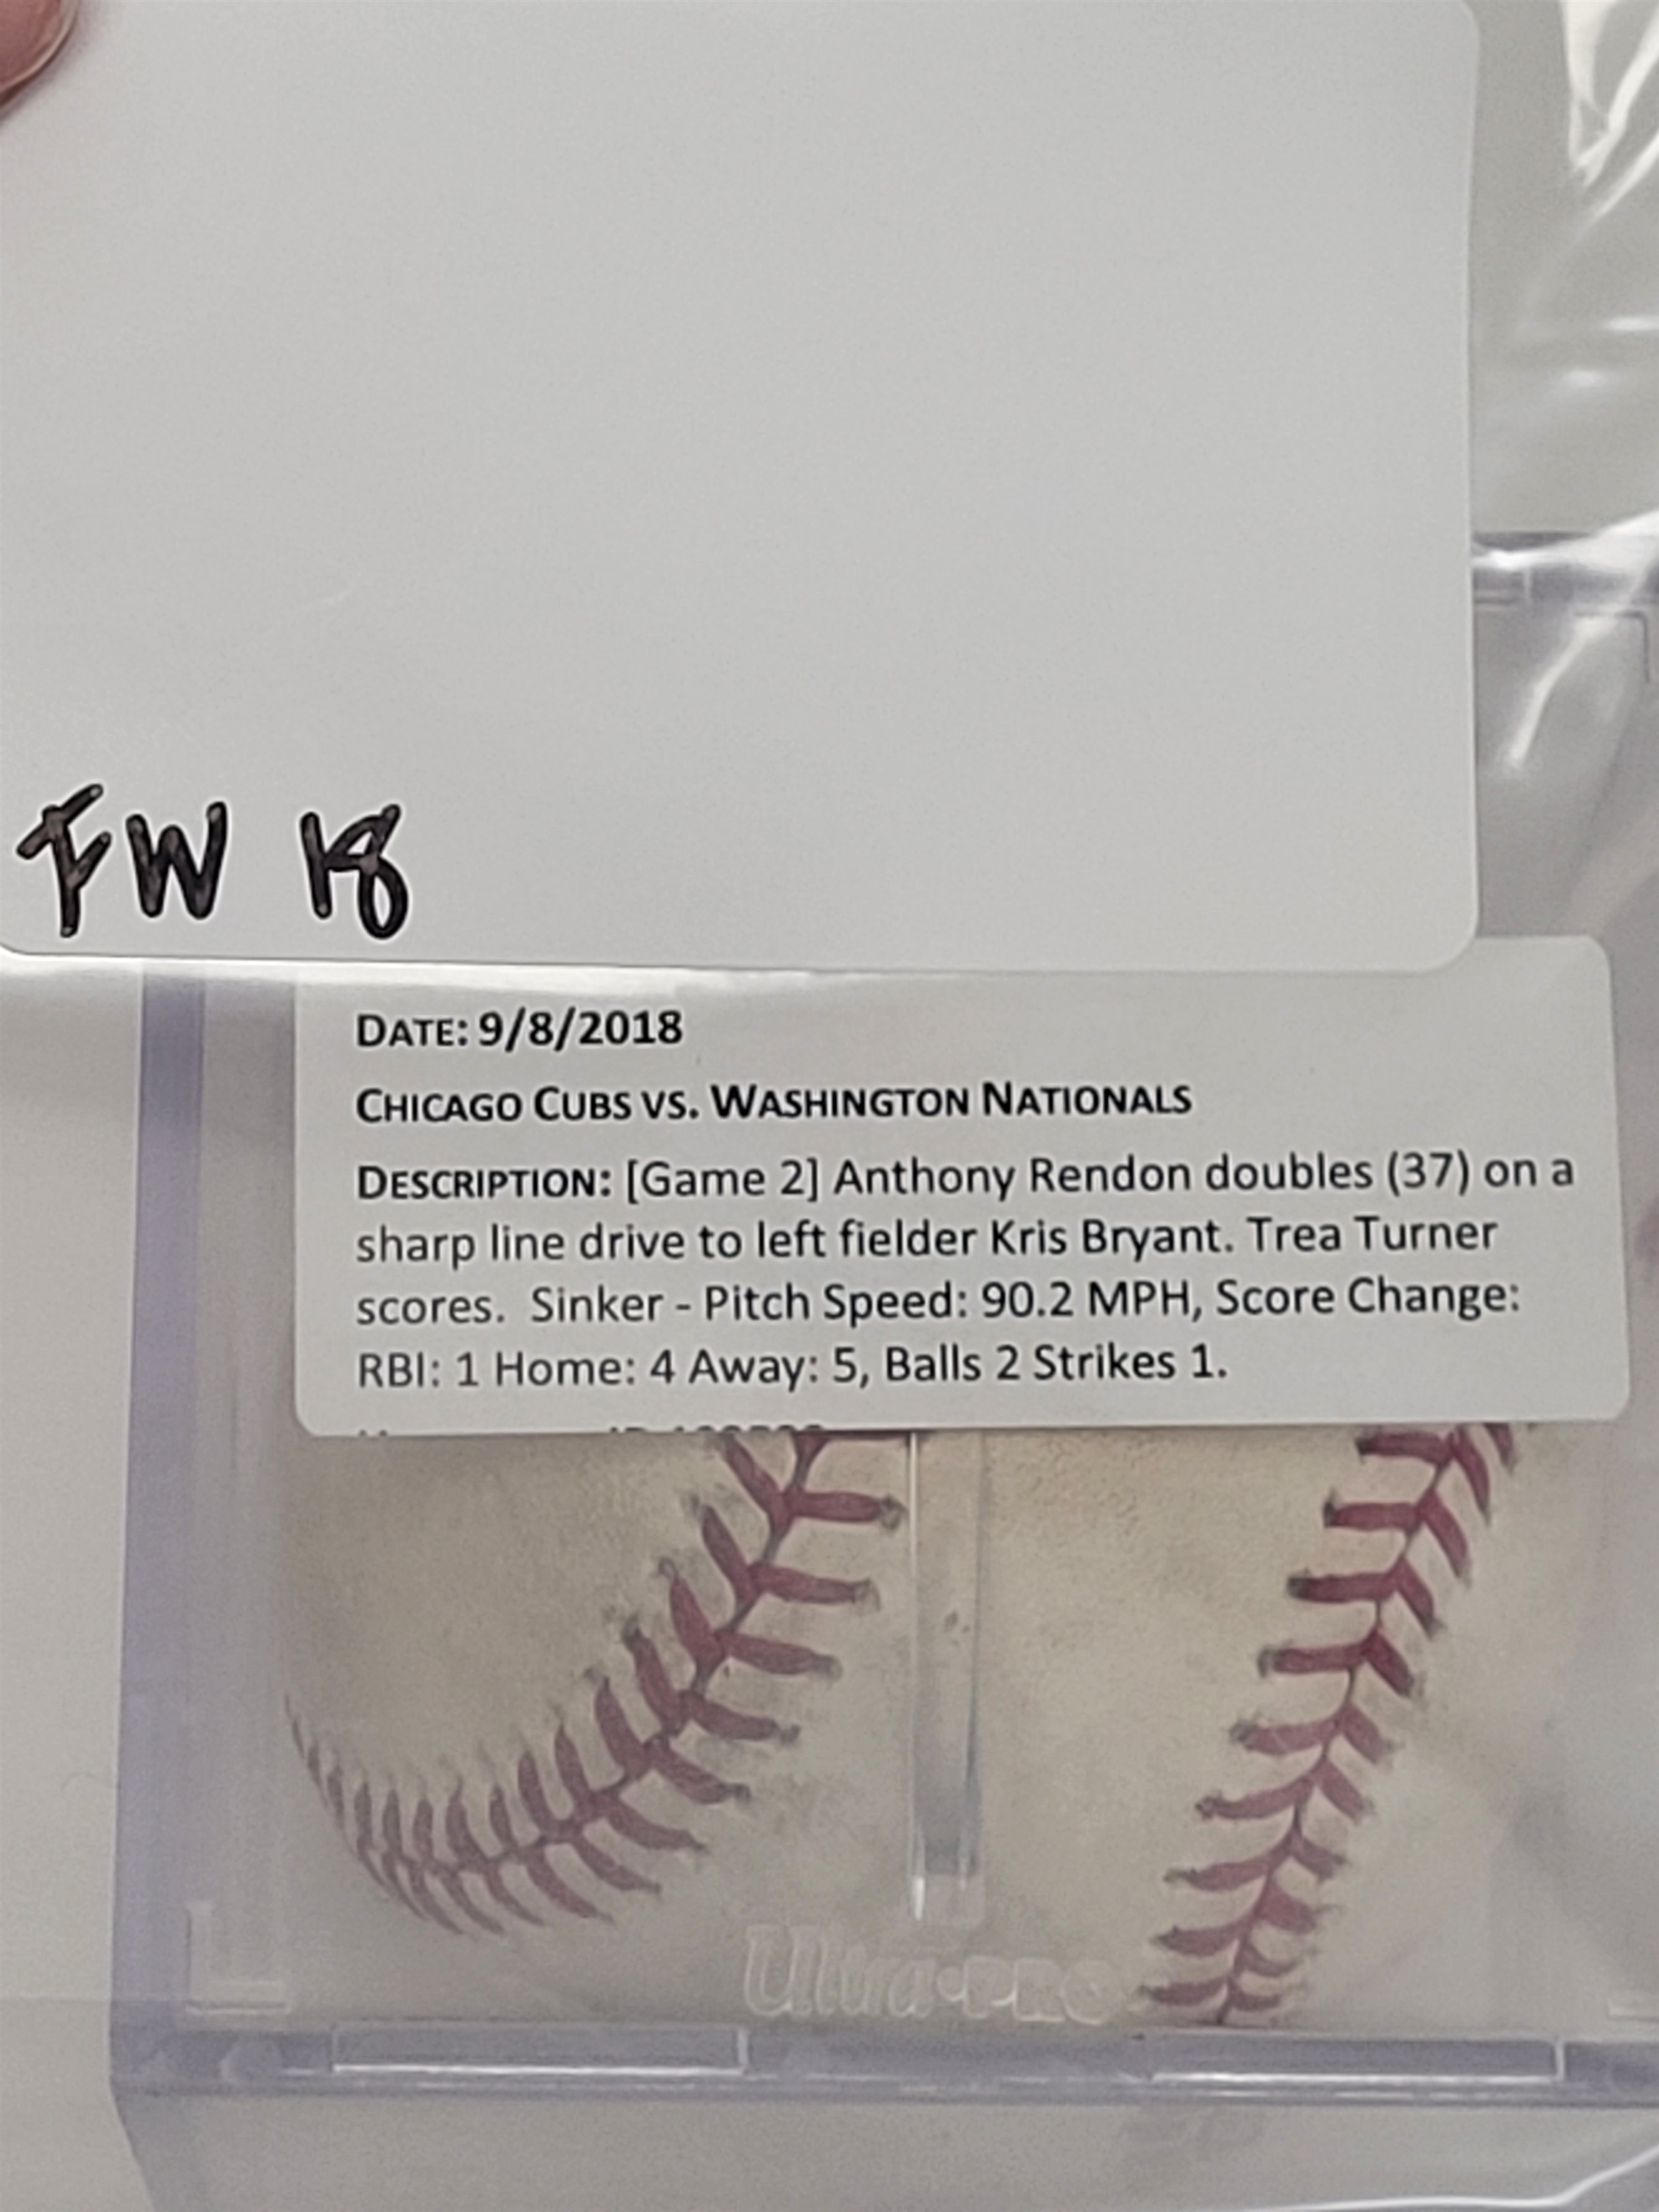 FW 18
DATE: 9/8/2018
CHICAGO CUBS VS. WASHINGTON NATIONALS
DESCRIPTION: [Game 2] Anthony Rendon doubles (37) on a
sharp line drive to left fielder Kris Bryant. Trea Turner
scores. Sinker - Pitch Speed: 90.2 MPH, Score Change:
RBI: 1 Home: 4 Away: 5, Balls 2 Strikes 1.
Ultra•PRO